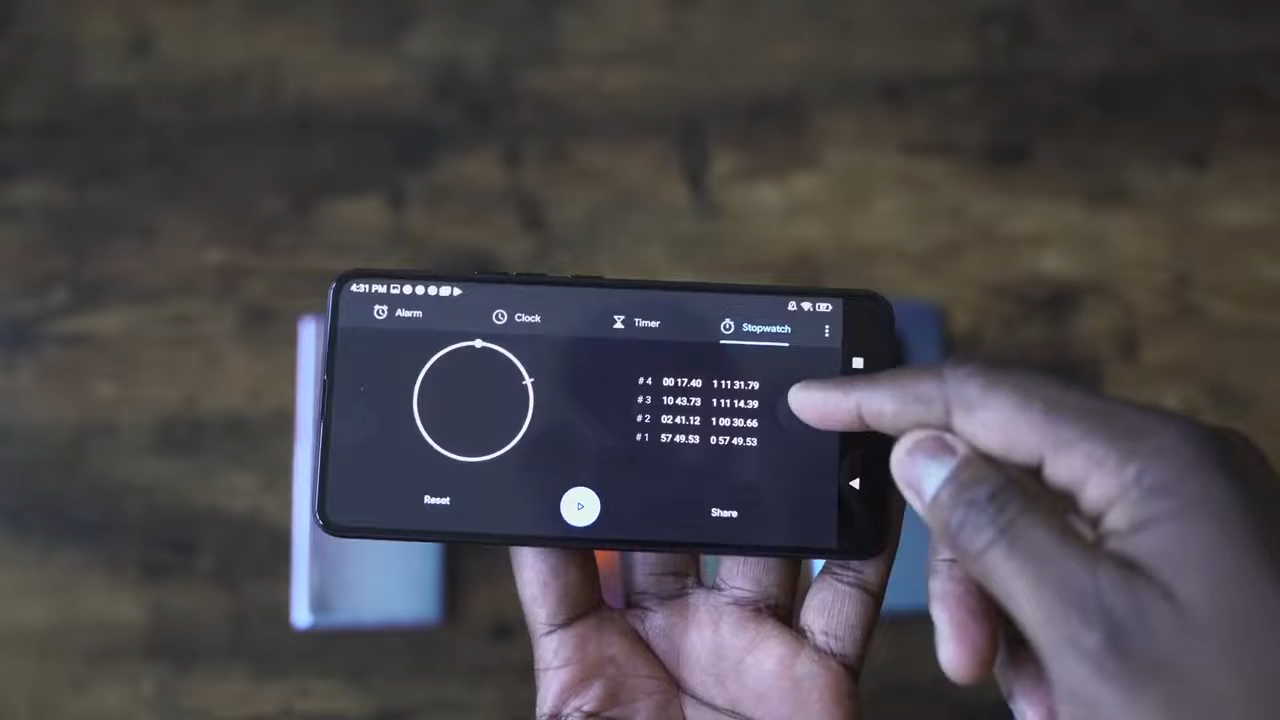 4:31 PM
Alarm Clock Timer Stopwatch
# 4 00 17.40 1 11 31.79
# 3 10 43.73 1 11 14.39
# 2 02 41.12 1 00 30.66
# 1 57 49.53 0 57 49.53
Reset Share